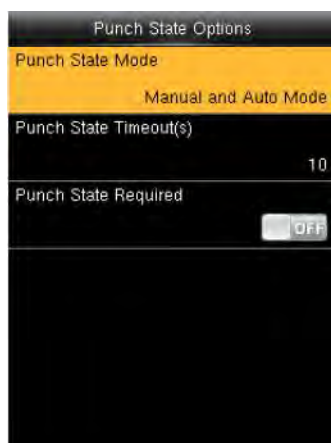 Punch State Options
Punch State Mode
Manual and Auto Mode
Punch State Timeout(s)
10
Punch State Required
OFF